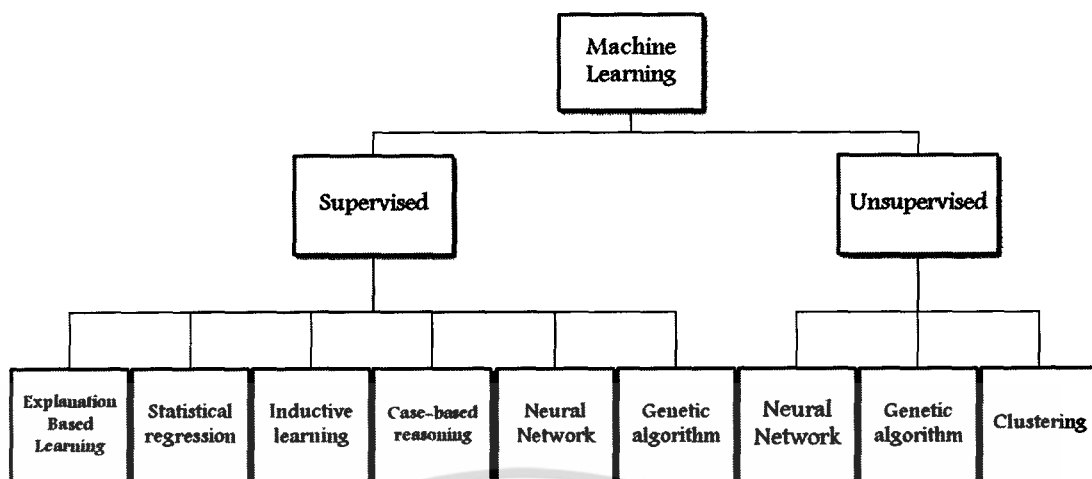 Machine
Learning
Supervised
Unsupervised
Explanation
Based
Learning
Statistical
regression
Inductive
learning
Case-based
reasoning
Neural
Network
Genetic
algorithm
Neural
Network
Genetic
algorithm
Clustering